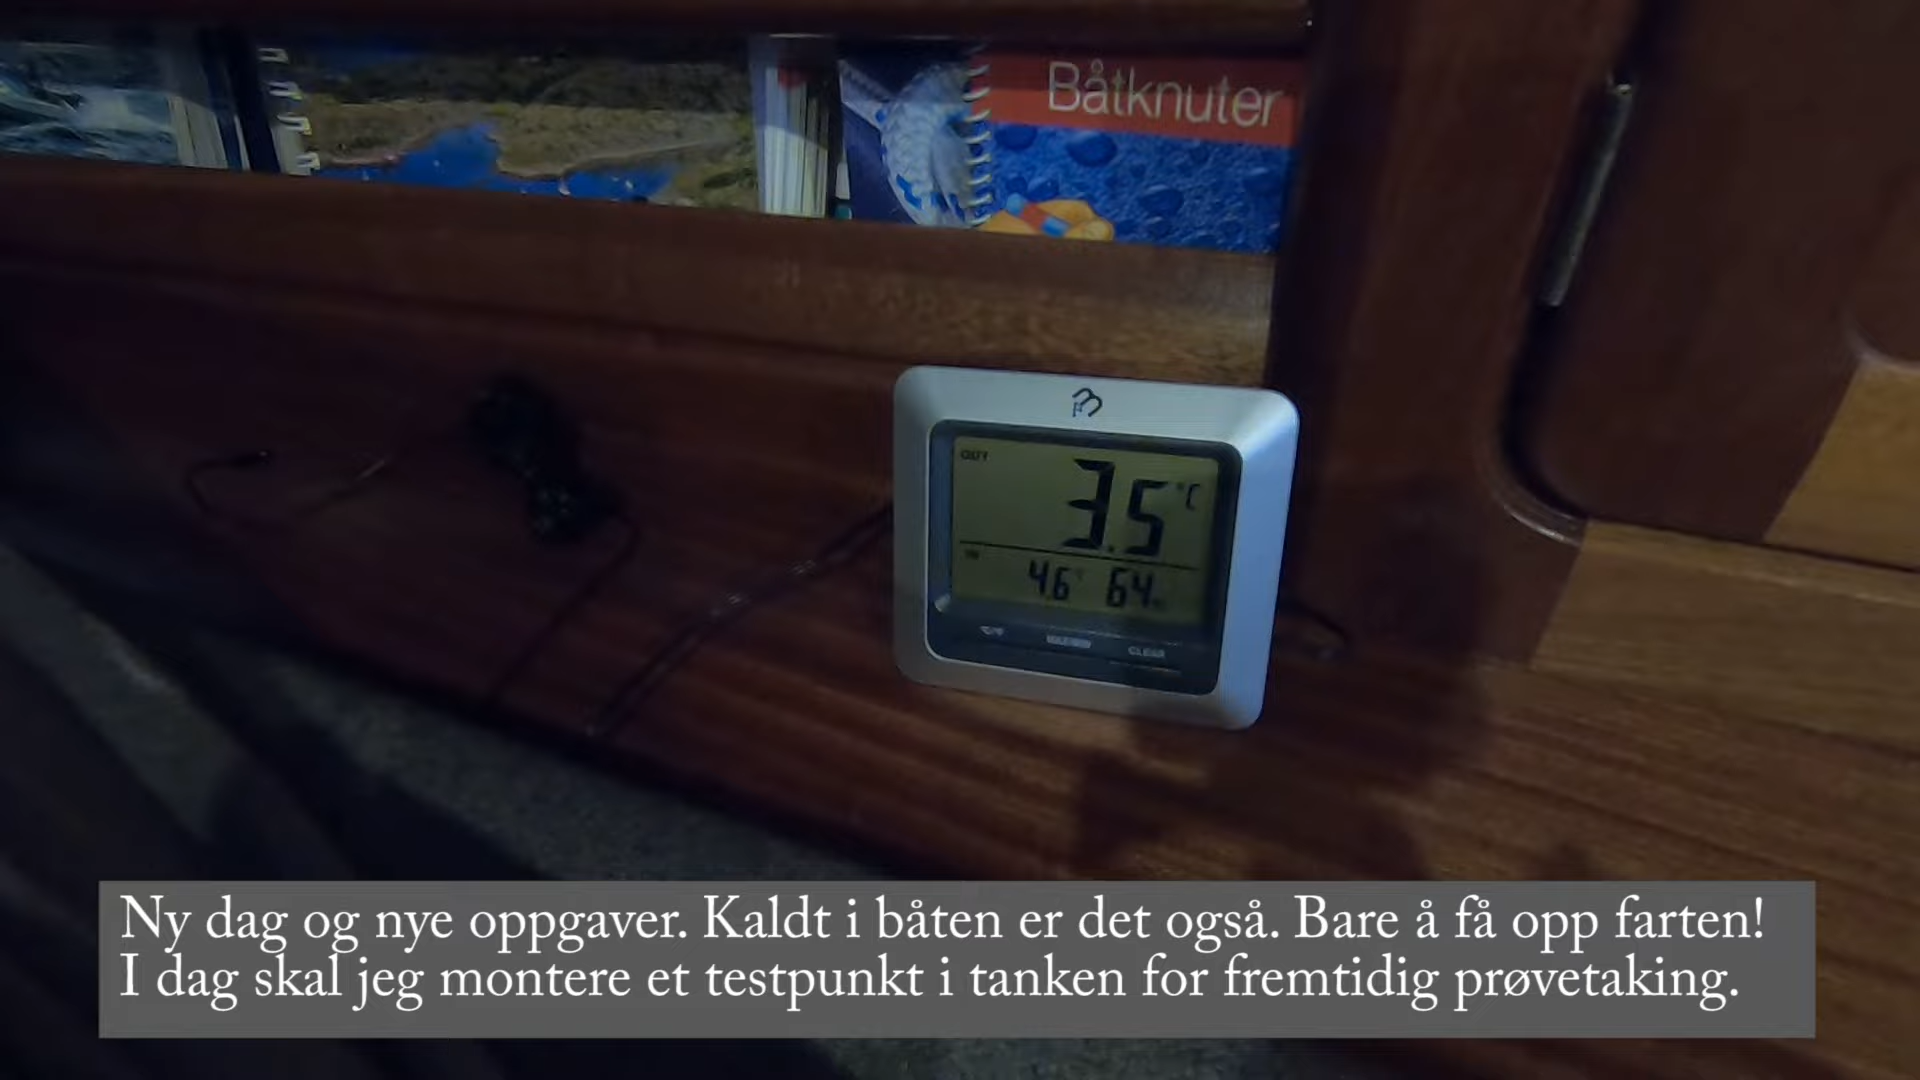 Båtknuter
OUT
3.5 °C
IN
4.6 64
CLEAR
Ny dag og nye oppgaver. Kaldt i båten er det også. Bare å få opp farten!
I dag skal jeg montere et testpunkt i tanken for fremtidig prøvetaking.